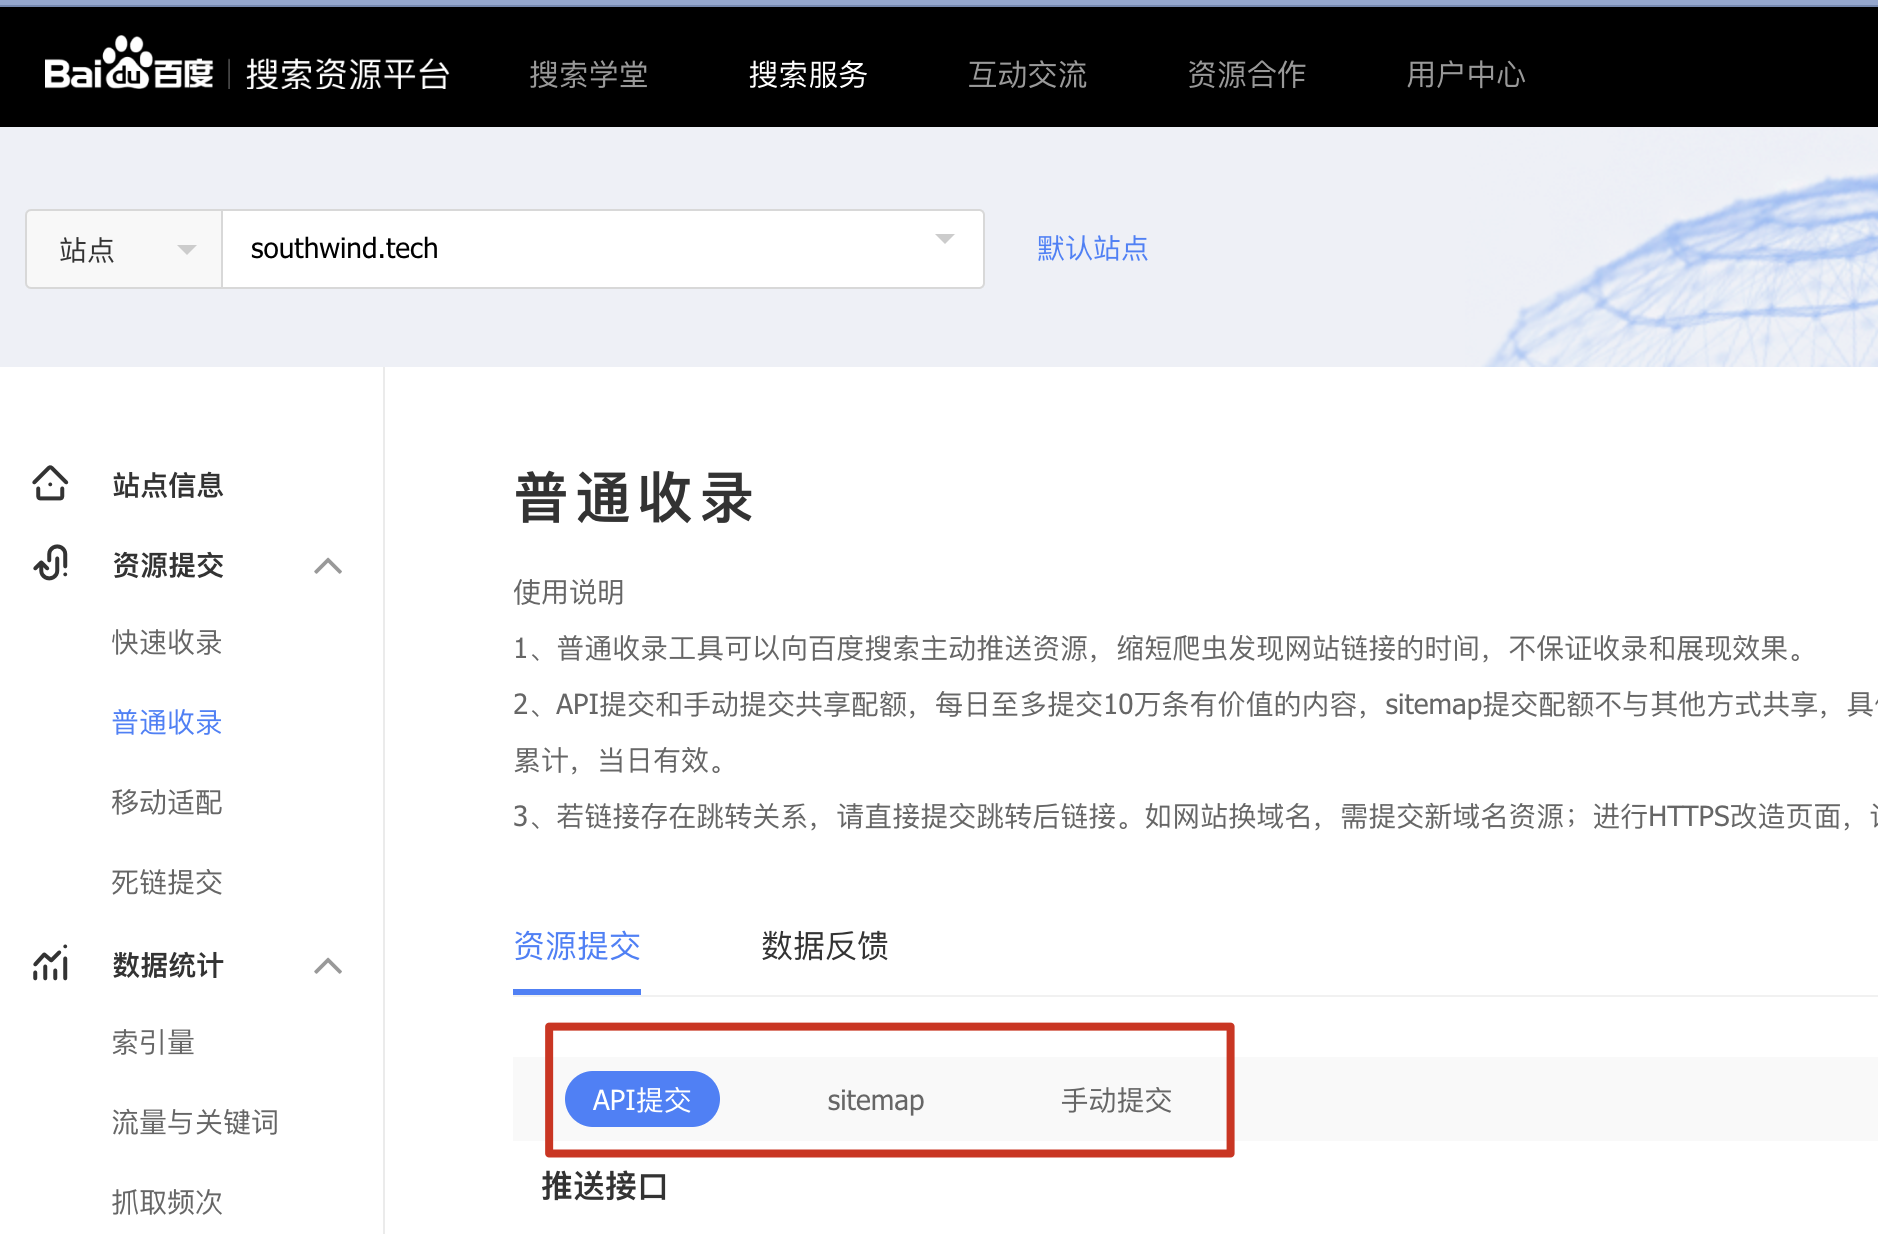 Bai du 百度 搜索资源平台 搜索学堂 搜索服务 互动交流 资源合作 用户中心
站点 southwind.tech 默认站点
站点信息
资源提交
快速收录
普通收录
移动适配
死链提交
数据统计
索引量
流量与关键词
抓取频次
普通收录
使用说明
1、普通收录工具可以向百度搜索主动推送资源，缩短爬虫发现网站链接的时间，不保证收录和展现效果。
2、API提交和手动提交共享配额，每日至多提交10万条有价值的内容，sitemap提交配额不与其他方式共享，具
累计，当日有效。
3、若链接存在跳转关系，请直接提交跳转后链接。如网站换域名，需提交新域名资源；进行HTTPS改造页面，
资源提交 数据反馈
API提交 sitemap 手动提交
推送接口